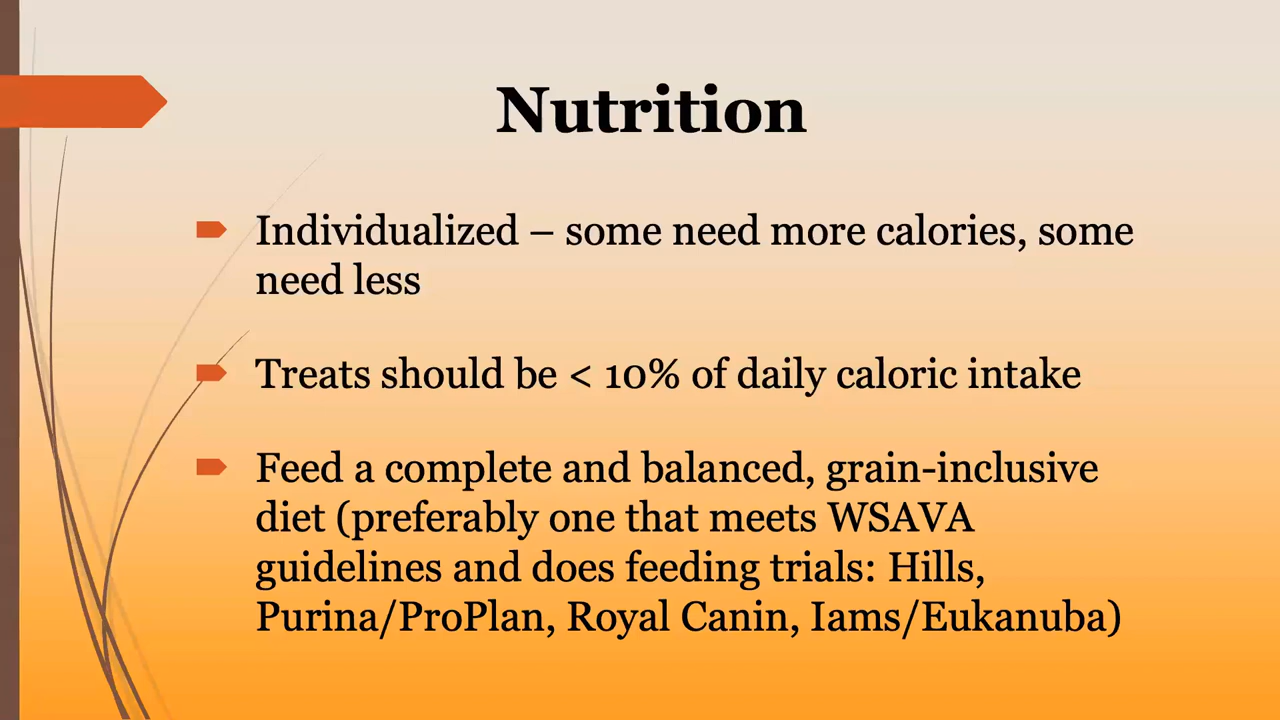 Nutrition
Individualized – some need more calories, some
need less
Treats should be < 10% of daily caloric intake
Feed a complete and balanced, grain-inclusive
diet (preferably one that meets WSAVA
guidelines and does feeding trials: Hills,
Purina/ProPlan, Royal Canin, Iams/Eukanuba)